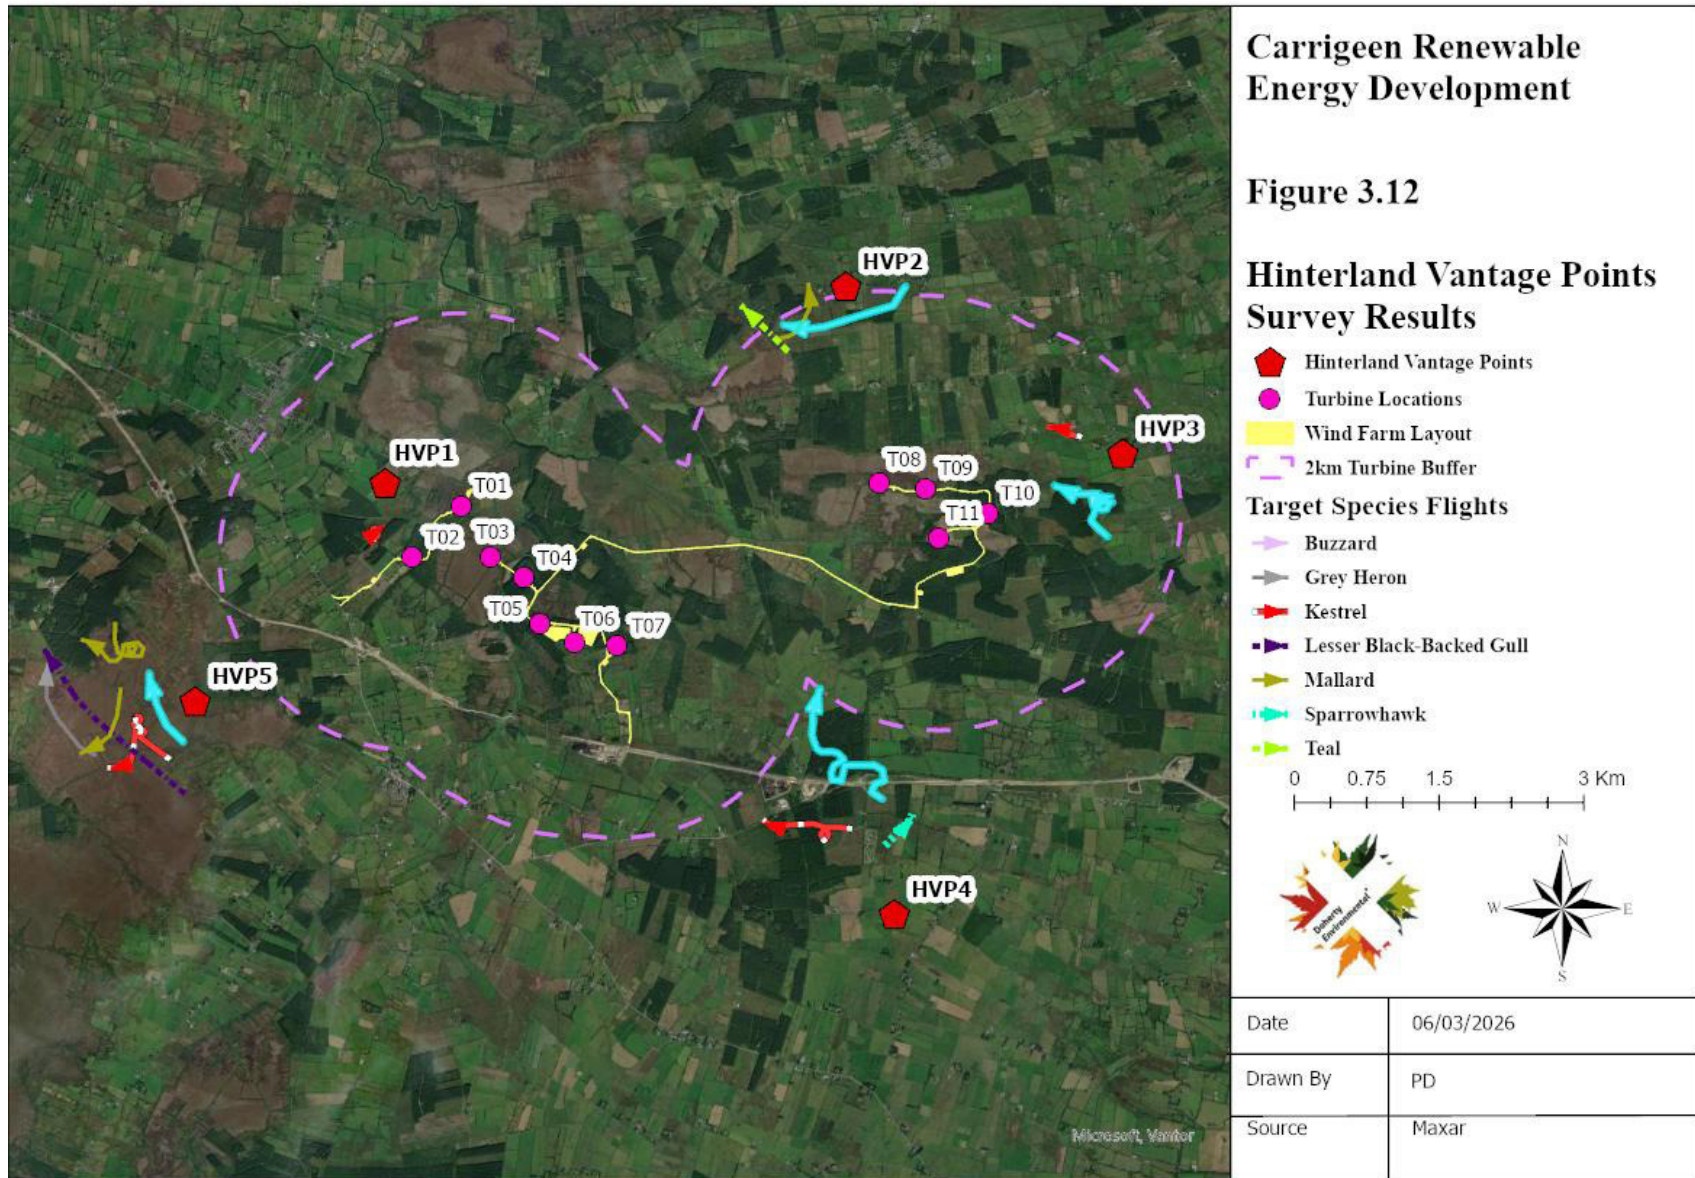 Carrigeen Renewable
Energy Development
Figure 3.12
Hinterland Vantage Points
Survey Results
Hinterland Vantage Points
Turbine Locations
Wind Farm Layout
2km Turbine Buffer
Target Species Flights
Buzzard
Grey Heron
Kestrel
Lesser Black-Backed Gull
Mallard
Sparrowhawk
Teal
0 0.75 1.5 3 Km
Doherty
Environmental
N
W E
S
Date 06/03/2026
Drawn By PD
Source Maxar
HVP2
HVP3
HVP1
T08
T09
T01
T10
T11
T02
T03
T04
T05
T06
T07
HVP5
HVP4
Microsoft, Vantor